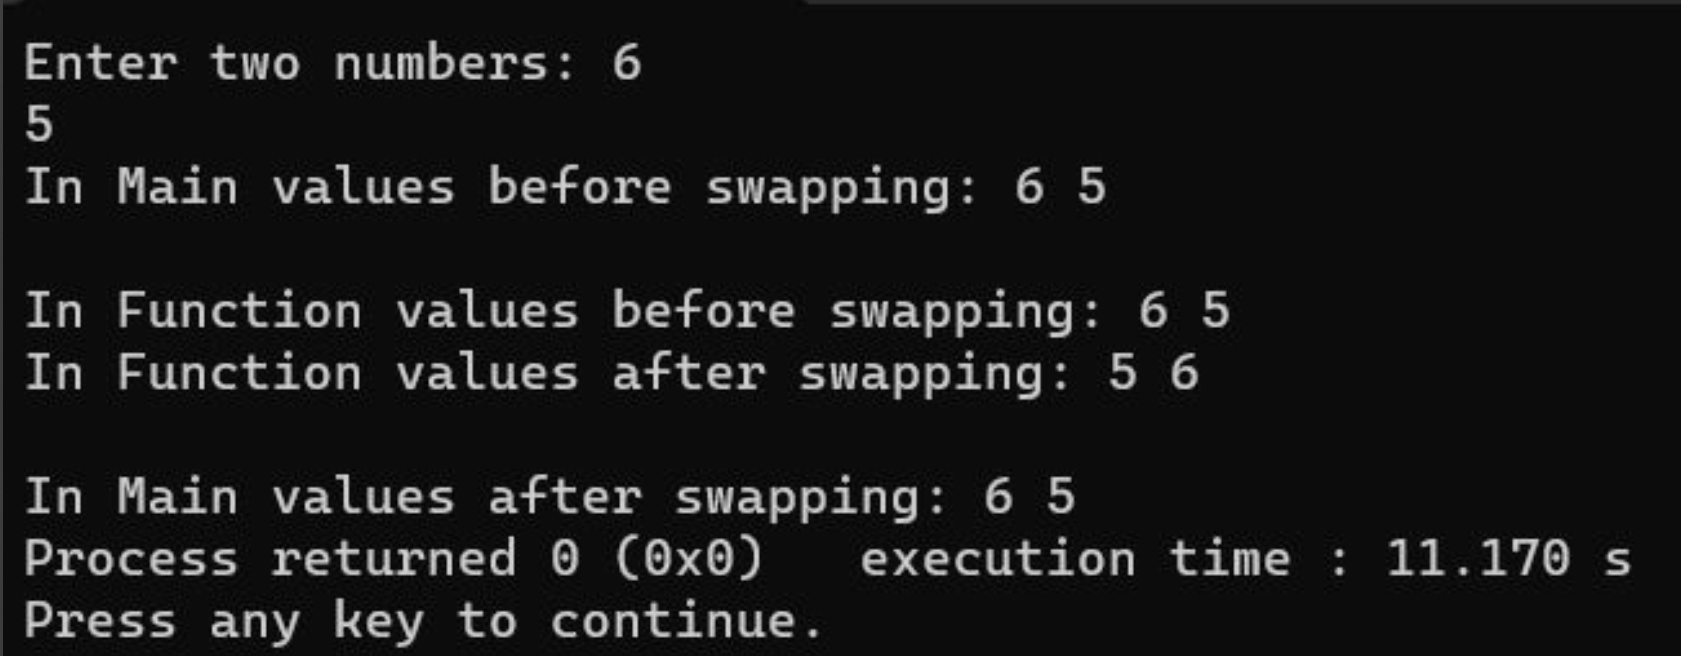 Enter two numbers: 6
5
In Main values before swapping: 6 5
In Function values before swapping: 6 5
In Function values after swapping: 5 6
In Main values after swapping: 6 5
Process returned 0 (0x0)   execution time : 11.170 s
Press any key to continue.